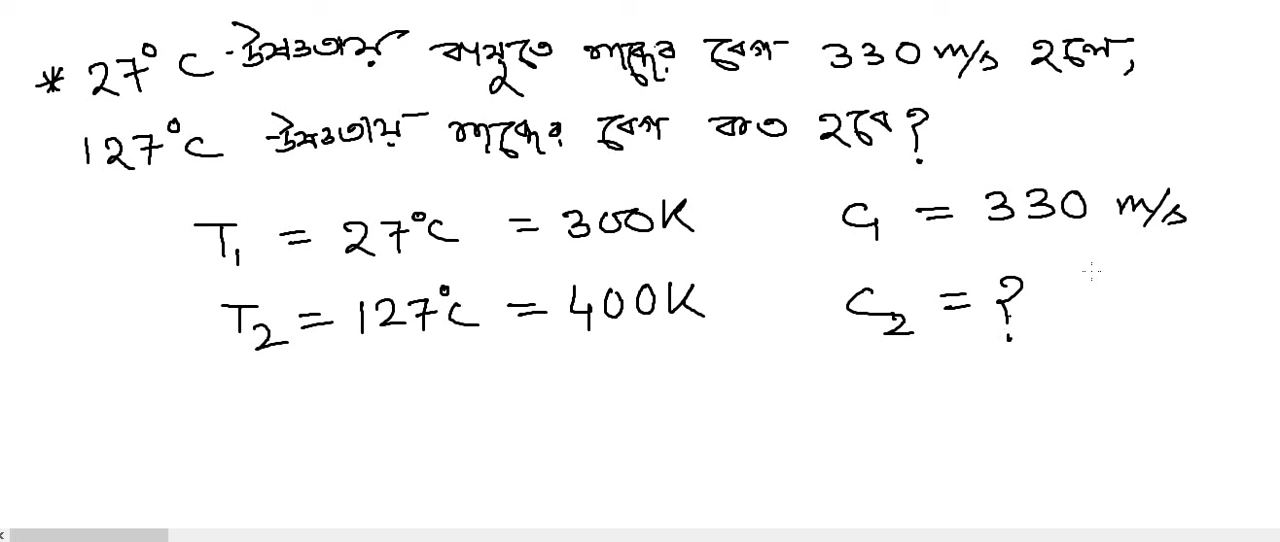 * 27°C উষ্ণতায় বায়ুতে শব্দের বেগ 330 m/s হলে,
127°C উষ্ণতায় শব্দের বেগ কত হবে?
T₁ = 27°C = 300K C₁ = 330 m/s
T₂ = 127°C = 400K C₂ = ?